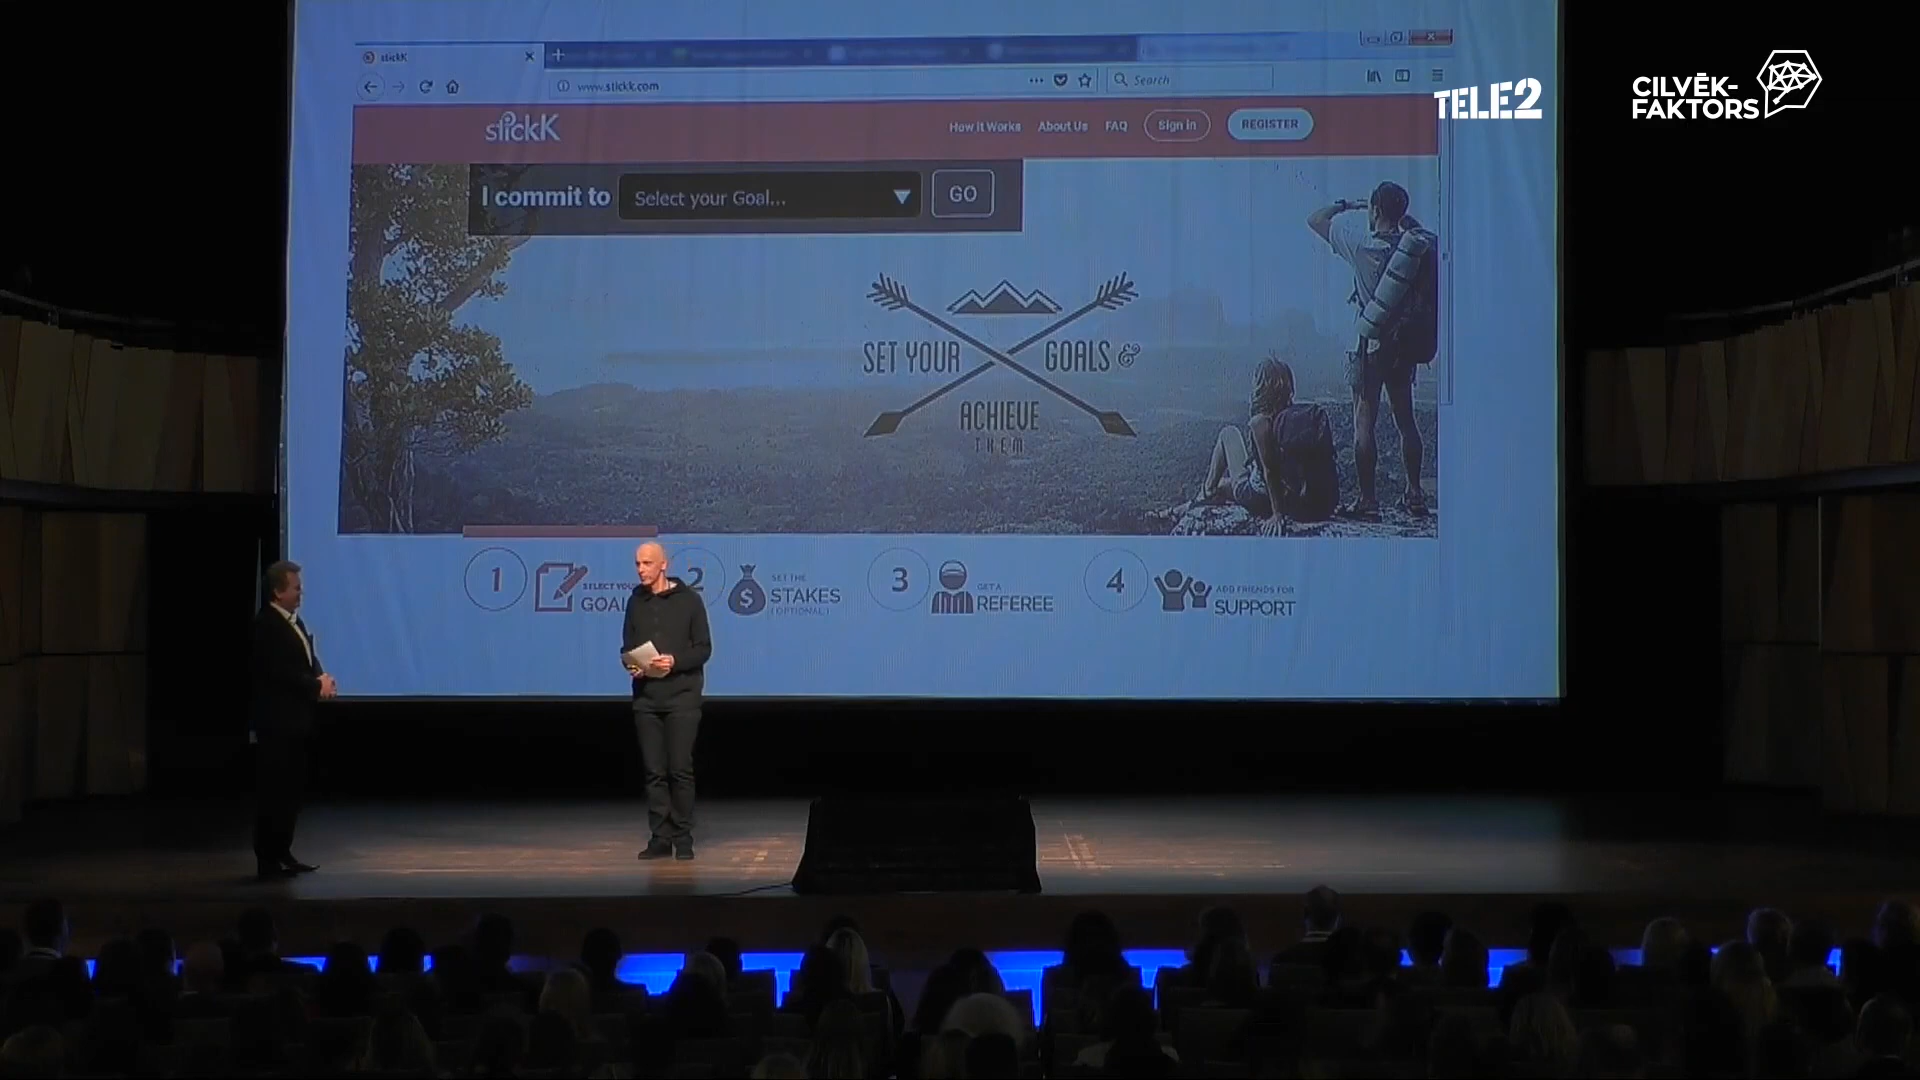 stickK
www.stickk.com
Search
TELE2
CILVĒK-
FAKTORS
stickK
How It Works About Us FAQ Sign in REGISTER
I commit to Select your Goal... GO
SET YOUR GOALS &
ACHIEVE
THEM
1 SELECT YOUR
GOAL
2 SET THE
STAKES
(OPTIONAL)
3 GET A
REFEREE
4 ADD FRIENDS FOR
SUPPORT